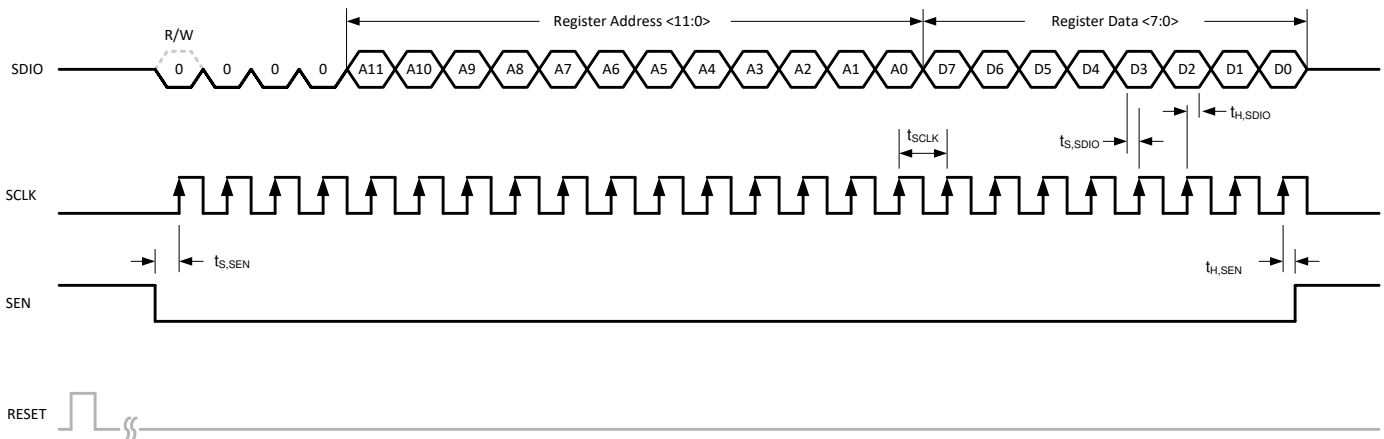 Register Address <11:0> Register Data <7:0>
R/W
SDIO 0 0 0 0 A11 A10 A9 A8 A7 A6 A5 A4 A3 A2 A1 A0 D7 D6 D5 D4 D3 D2 D1 D0
tH,SDIO
tSCLK tS,SDIO
SCLK
tS,SEN tH,SEN
SEN
RESET